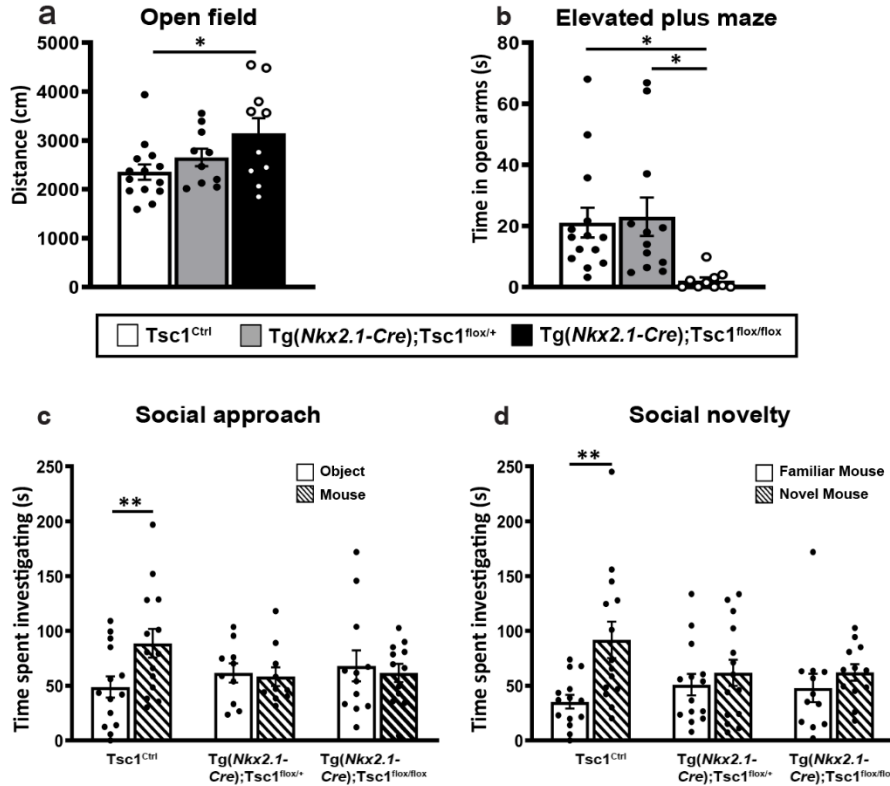 a
Open field
Distance (cm)
5000
4000
3000
2000
1000
0
*
b
Elevated plus maze
Time in open arms (s)
80
60
40
20
0
*
*
Tsc1Ctrl
Tg(Nkx2.1-Cre);Tsc1flox/+
Tg(Nkx2.1-Cre);Tsc1flox/flox
c
Social approach
Time spent investigating (s)
250
200
150
100
50
0
**
Object
Mouse
Tsc1Ctrl
Tg(Nkx2.1-
Cre);Tsc1flox/+
Tg(Nkx2.1-
Cre);Tsc1flox/flox
d
Social novelty
Time spent investigating (s)
250
200
150
100
50
0
**
Familiar Mouse
Novel Mouse
Tsc1Ctrl
Tg(Nkx2.1-
Cre);Tsc1flox/+
Tg(Nkx2.1-
Cre);Tsc1flox/flox